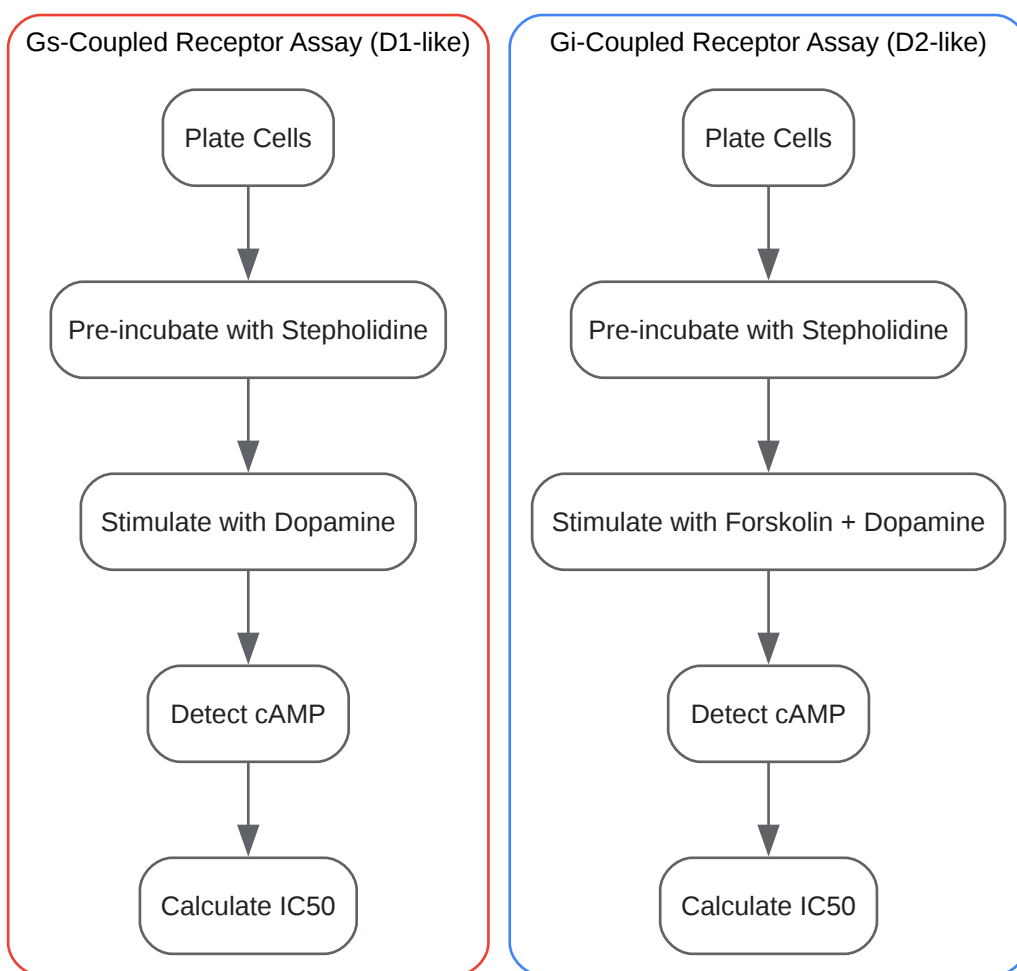 Gs-Coupled Receptor Assay (D1-like)
Plate Cells
Pre-incubate with Stepholidine
Stimulate with Dopamine
Detect cAMP
Calculate IC50
Gi-Coupled Receptor Assay (D2-like)
Plate Cells
Pre-incubate with Stepholidine
Stimulate with Forskolin + Dopamine
Detect cAMP
Calculate IC50